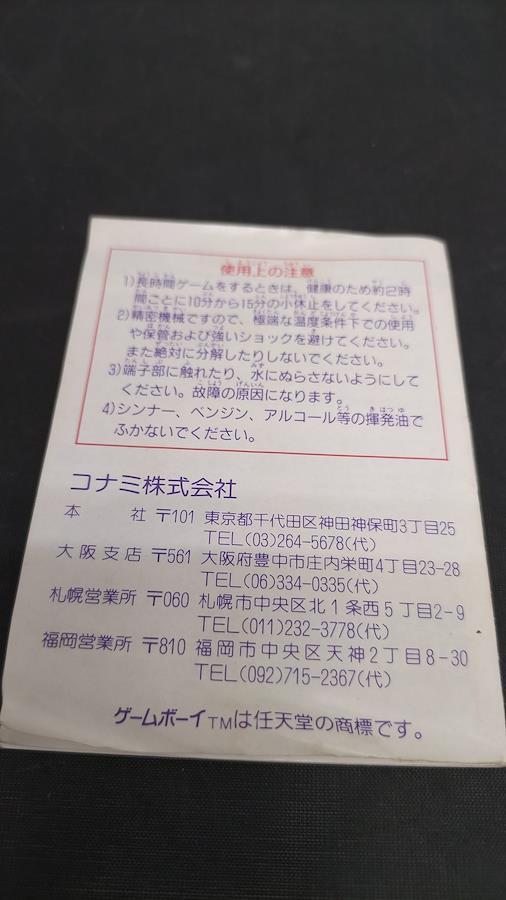 使用上の注意
1)長時間ゲームをするときは、健康のため約2時
間ごとに10分から15分の小休止をしてください。
2)精密機械ですので、極端な温度条件下での使用
や保管および強いショックを避けてください。
また絶対に分解したりしないでください。
3)端子部に触れたり、水にぬらさないようにして
ください。故障の原因になります。
4)シンナー、ベンジン、アルコール等の揮発油で
ふかないでください。
コナミ株式会社
本 社 〒101 東京都千代田区神田神保町3丁目25
TEL(03)264-5678(代)
大阪支店 〒561 大阪府豊中市庄内栄町4丁目23-28
TEL(06)334-0335(代)
札幌営業所 〒060 札幌市中央区北1条西5丁目2-9
TEL(011)232-3778(代)
福岡営業所 〒810 福岡市中央区天神2丁目8-30
TEL(092)715-2367(代)
ゲームボーイTMは任天堂の商標です。